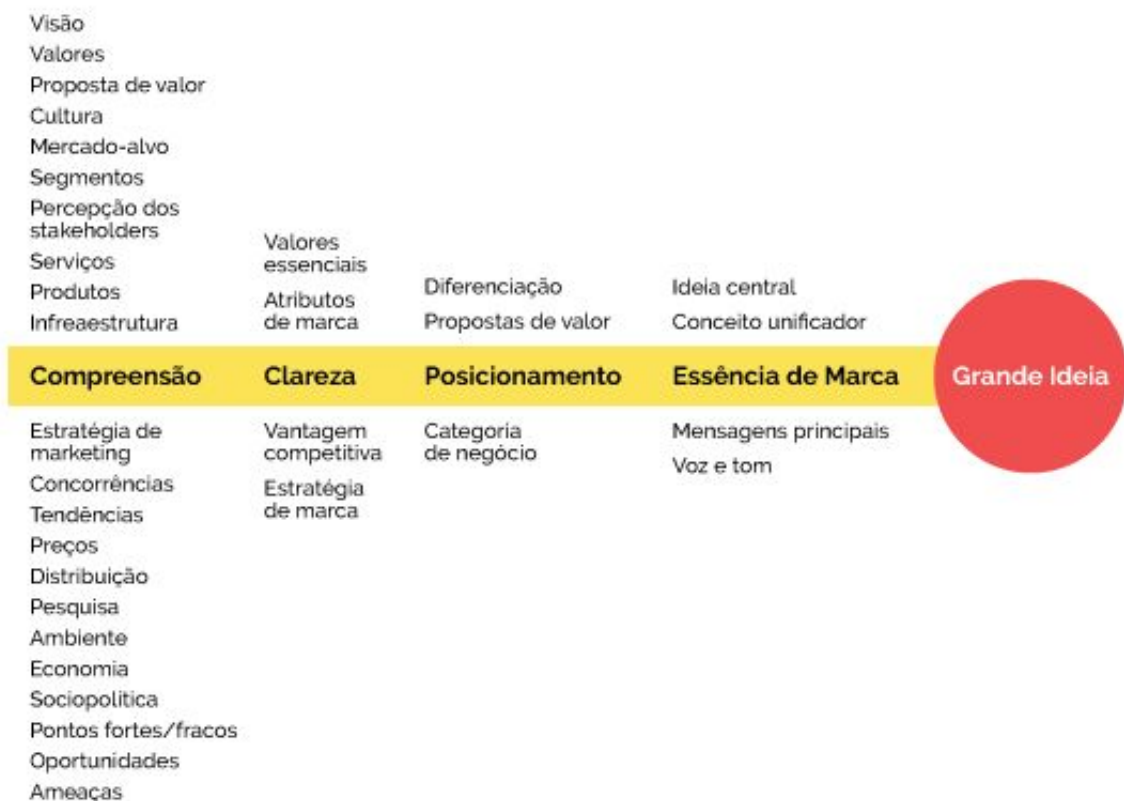 Visão
Valores
Proposta de valor
Cultura
Mercado-alvo
Segmentos
Percepção dos
stakeholders
Serviços
Produtos
Infreaestrutura
Compreensão
Estratégia de
marketing
Concorrências
Tendências
Preços
Distribuição
Pesquisa
Ambiente
Economia
Sociopolítica
Pontos fortes/fracos
Oportunidades
Ameaças
Valores
essenciais
Atributos
de marca
Clareza
Vantagem
competitiva
Estratégia
de marca
Diferenciação
Propostas de valor
Posicionamento
Categoria
de negócio
Ideia central
Conceito unificador
Essência de Marca
Mensagens principais
Voz e tom
Grande Ideia